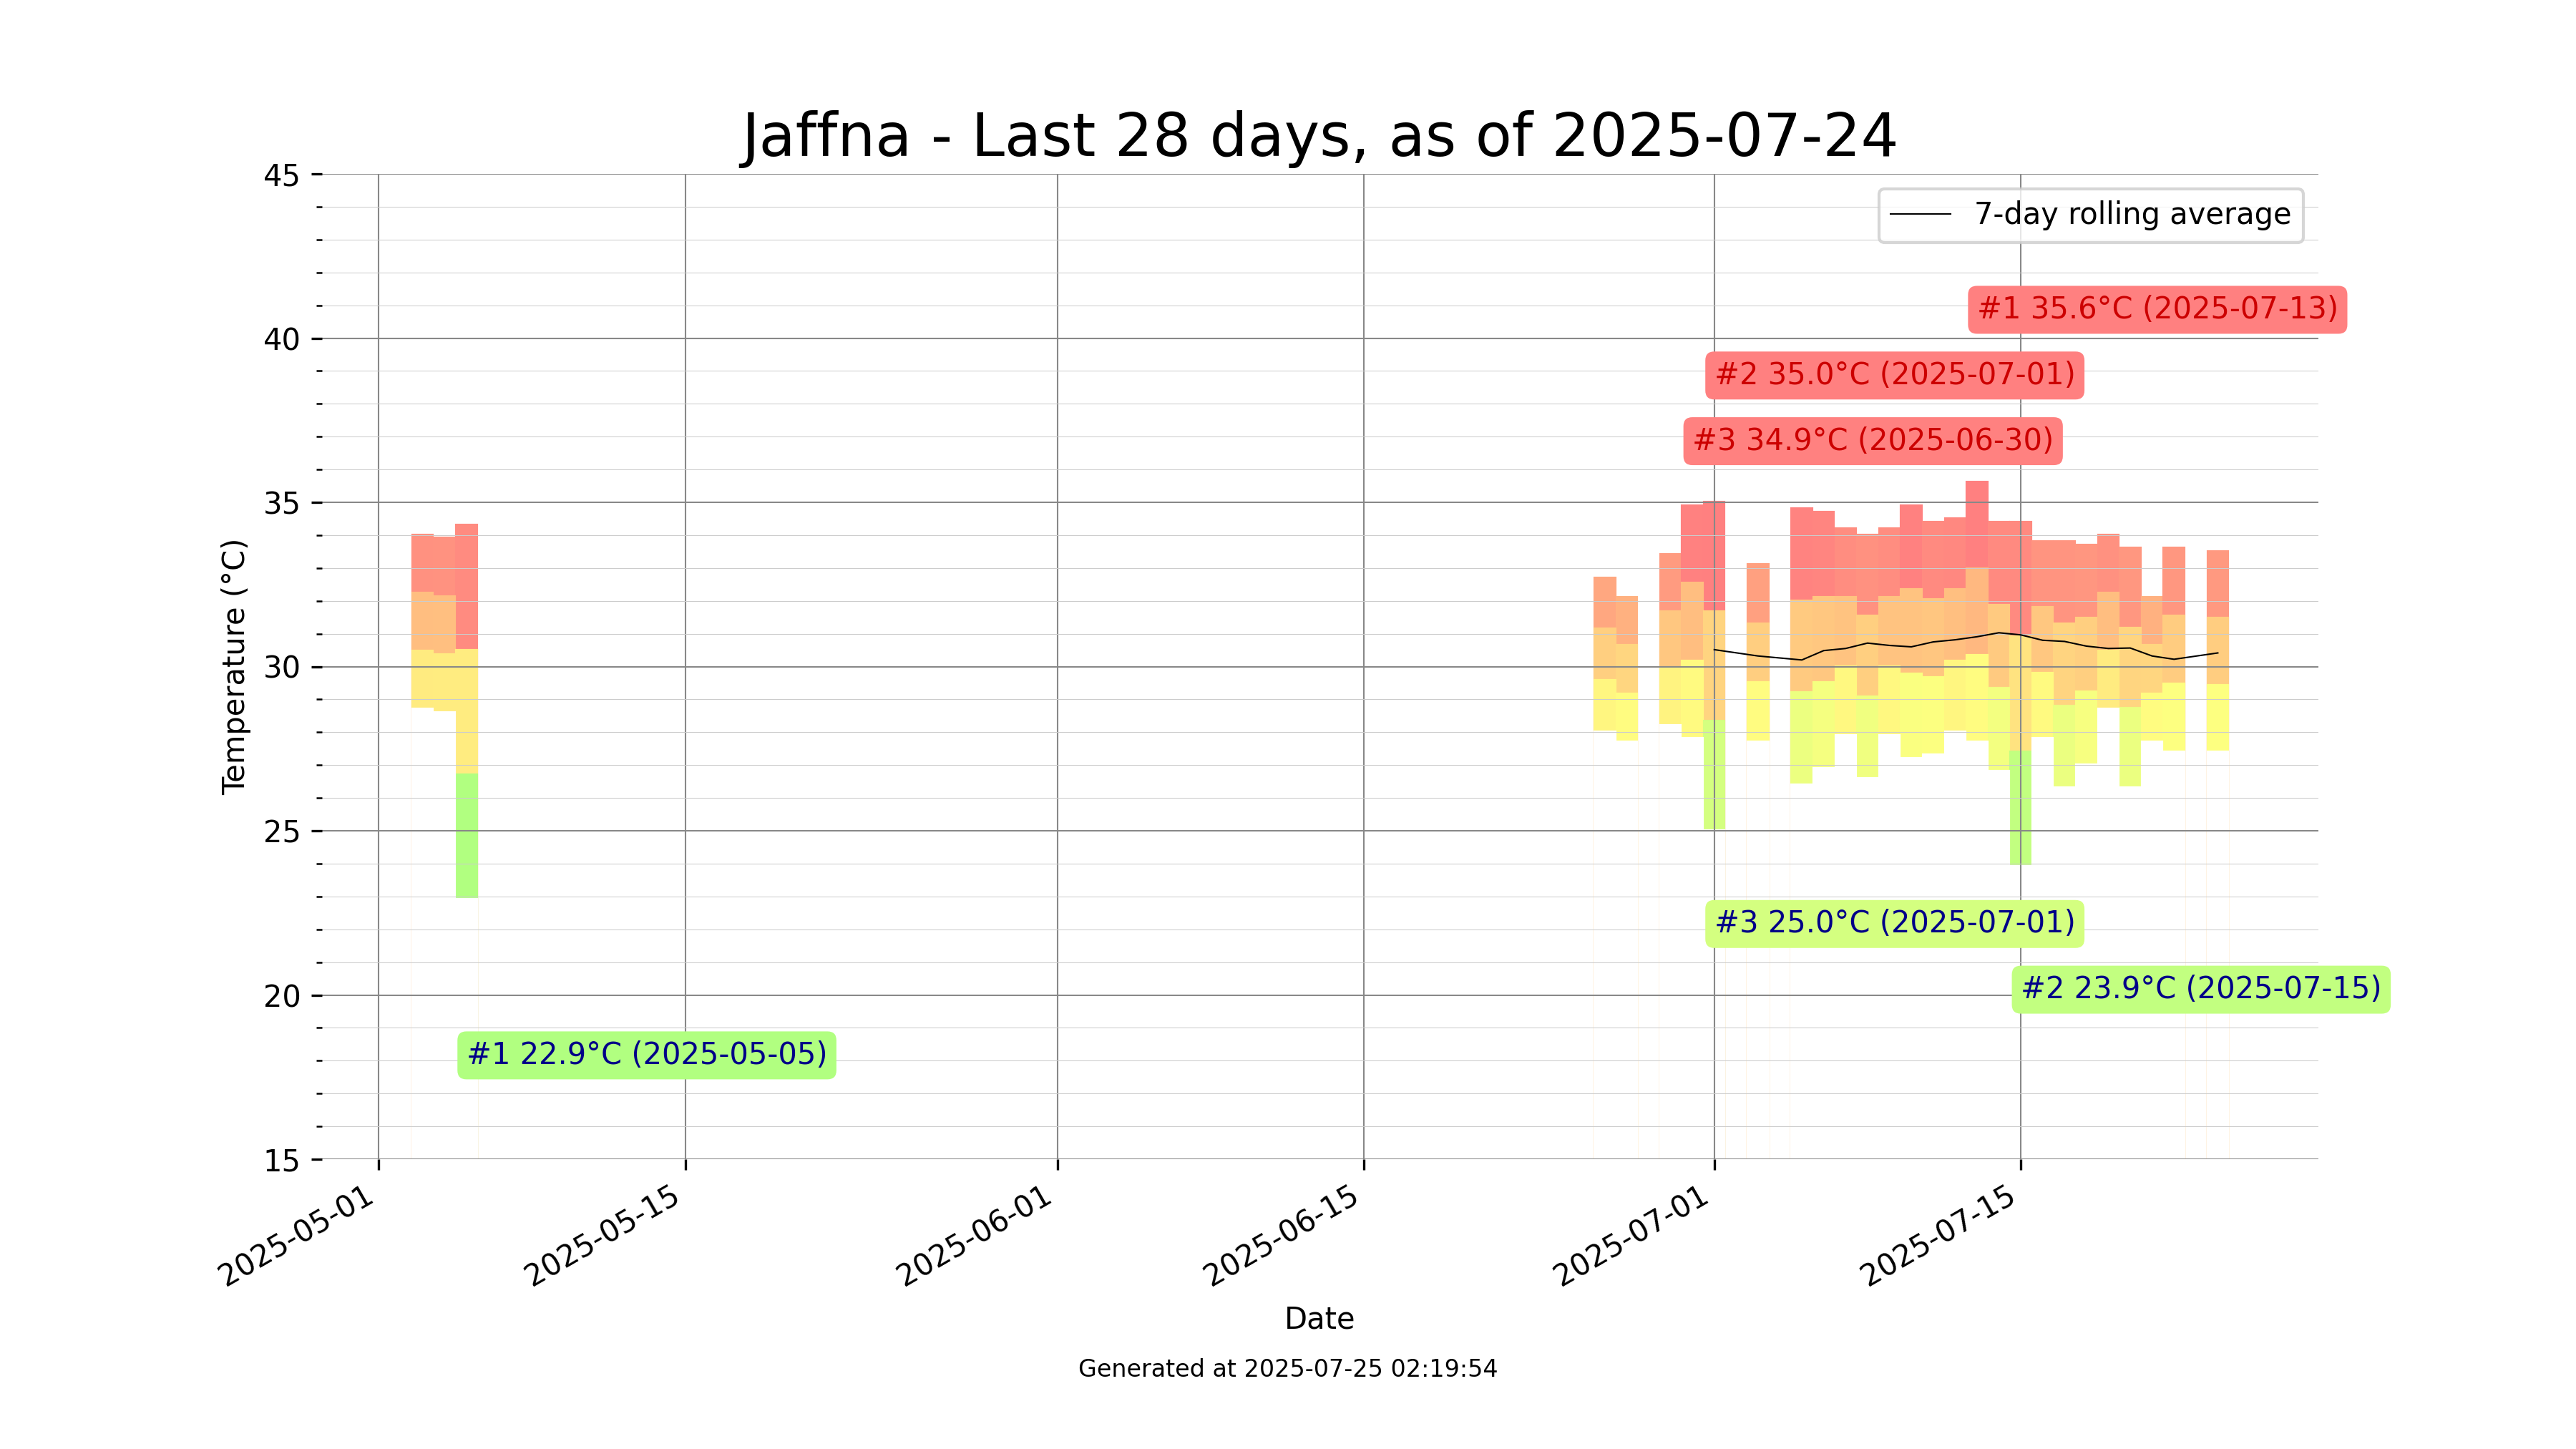 Jaffna - Last 28 days, as of 2025-07-24
45
7-day rolling average
#1 35.6°C (2025-07-13)
40
#2 35.0°C (2025-07-01)
#3 34.9°C (2025-06-30)
35
Temperature (°C)
30
25
#3 25.0°C (2025-07-01)
20
#2 23.9°C (2025-07-15)
#1 22.9°C (2025-05-05)
15
2025-05-01
2025-05-15
2025-06-01
2025-06-15
2025-07-01
2025-07-15
Date
Generated at 2025-07-25 02:19:54